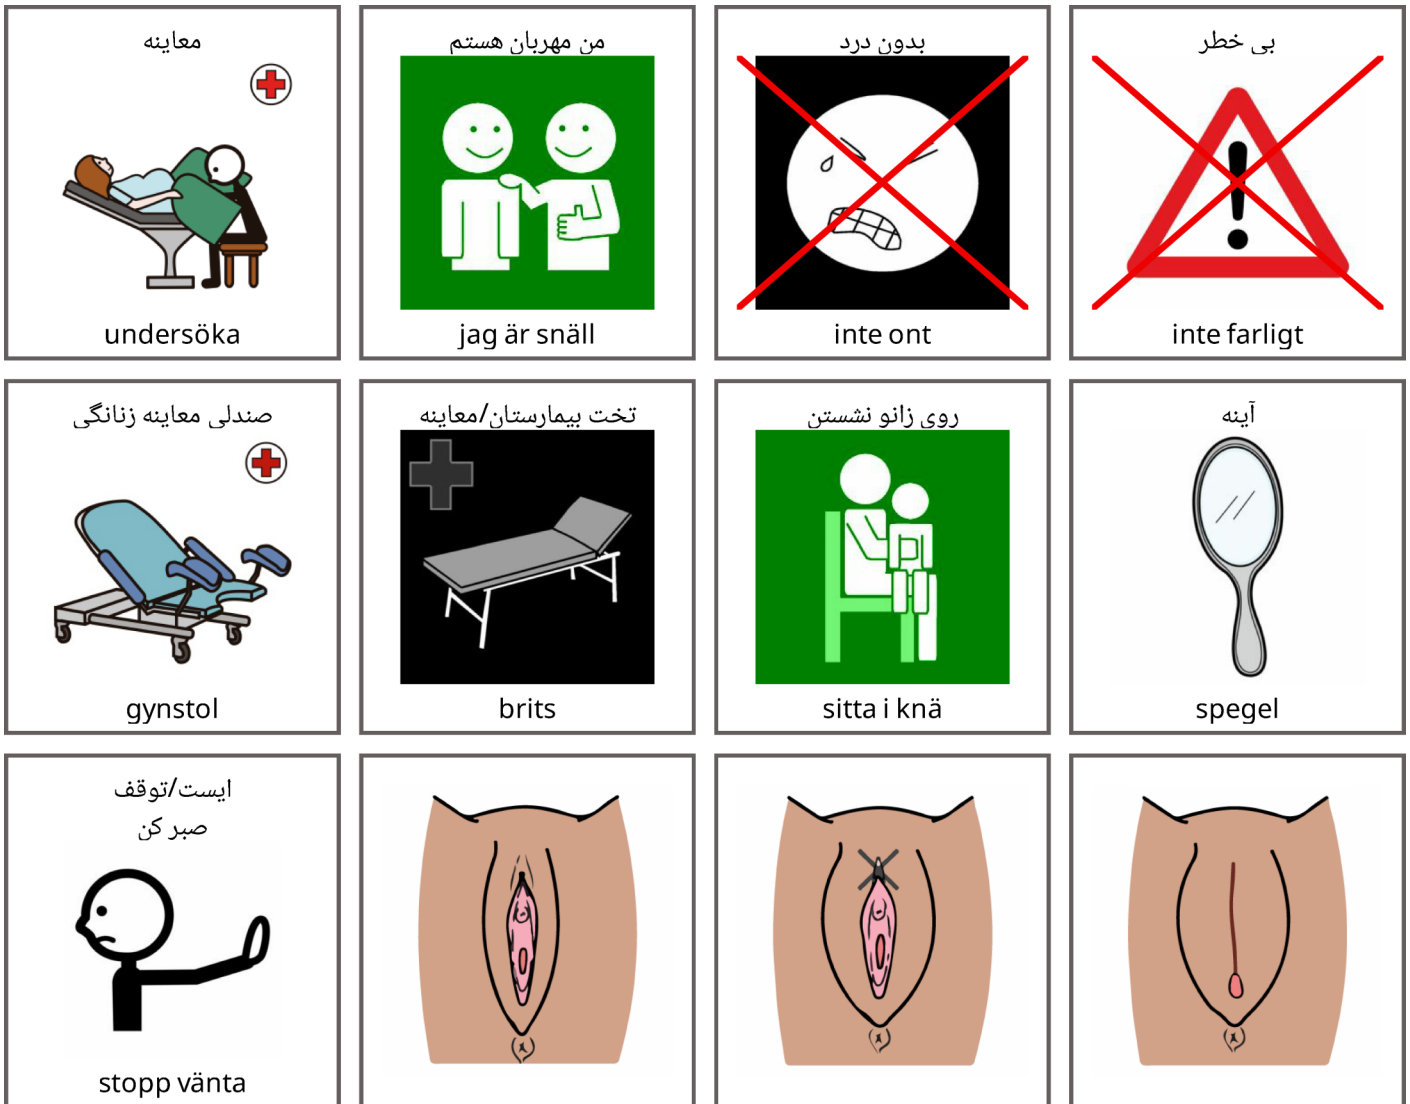 معاینه
undersöka
من مهربان هستم
jag är snäll
بدون درد
inte ont
بی خطر
inte farligt
صندلی معاینه زنانگی
gynstol
تخت بیمارستان/معاینه
brits
روی زانو نشستن
sitta i knä
آینه
spegel
ایست/توقف
صبر کن
stopp vänta